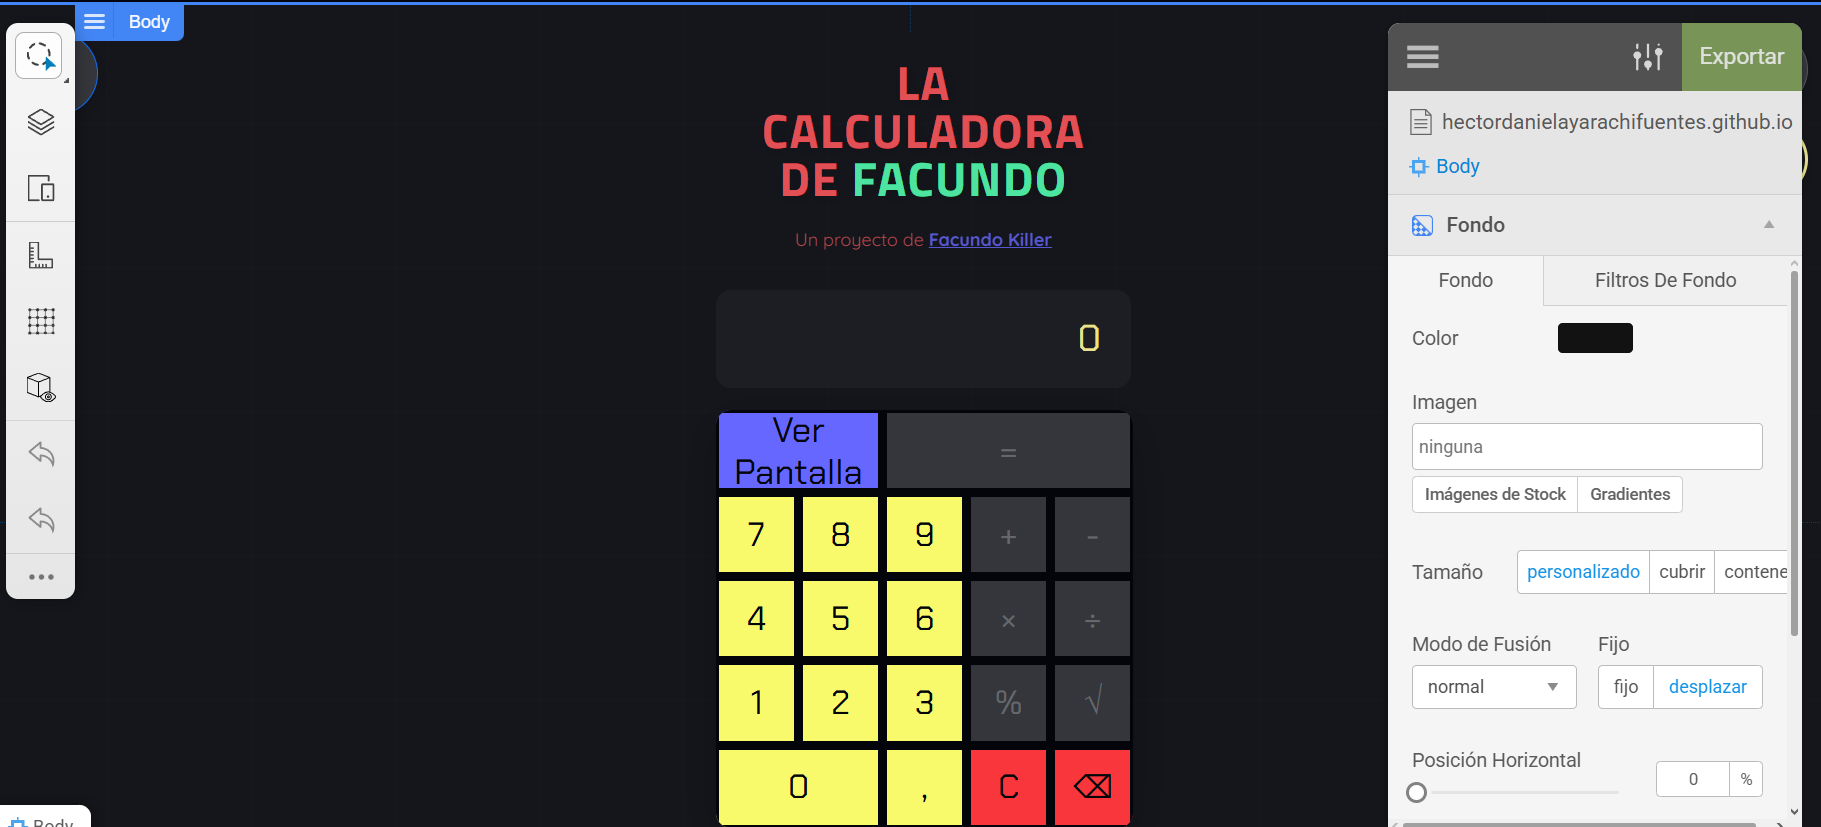 Body
LA
CALCULADORA
DE FACUNDO
Un proyecto de Facundo Killer
0
Ver
Pantalla
=
7
8
9
+
-
4
5
6
×
÷
1
2
3
%
√
0
,
C
⌫
Body
Exportar
hectordanielayarachifuentes.github.io
Body
Fondo
Fondo
Filtros De Fondo
Color
Imagen
ninguna
Imágenes de Stock
Gradientes
Tamaño
personalizado
cubrir
contene
Modo de Fusión
Fijo
normal
fijo
desplazar
Posición Horizontal
0
%